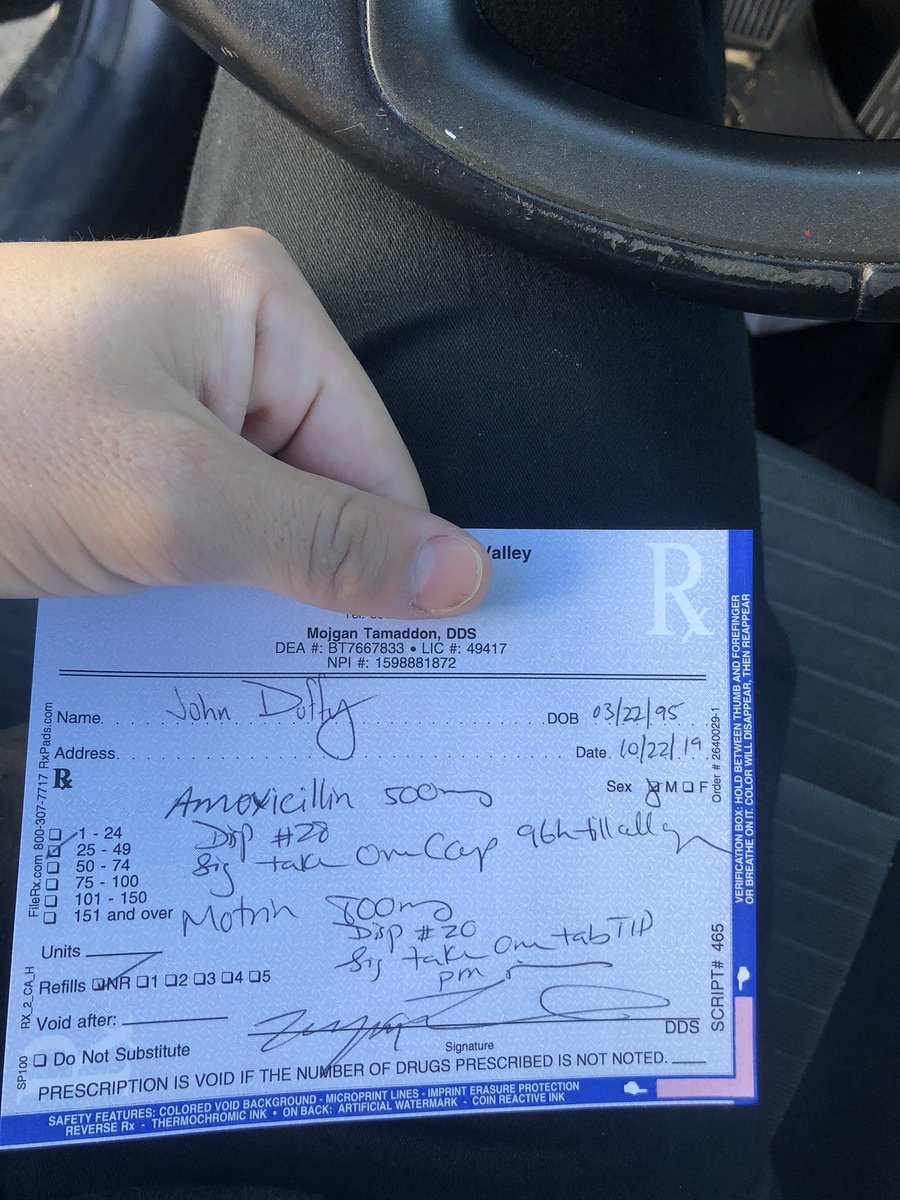 Valley
Mojgan Tamaddon, DDS
DEA #: BT7667833 • LIC #: 49417
NPI #: 1598881872
Name John Duffy DOB 03/22/95
Address Date 10/22/19
Rx
Sex M F
Amoxicillin 500mg
Disp #28
Sig take one Cap q6h till all gn
1 - 24
25 - 49
50 - 74
75 - 100
101 - 150
151 and over
Motrin 800mg
Disp #20
Sig take one tab TID
prn
Units
Refills NR 1 2 3 4 5
Void after:
DDS
Signature
Do Not Substitute
PRESCRIPTION IS VOID IF THE NUMBER OF DRUGS PRESCRIBED IS NOT NOTED.
SAFETY FEATURES: COLORED VOID BACKGROUND - MICROPRINT LINES - IMPRINT ERASURE PROTECTION
REVERSE Rx - THERMOCHROMIC INK • ON BACK: ARTIFICIAL WATERMARK - COIN REACTIVE INK
SP100
RX_2_CA_H
FileRx.com 800-307-7717 RxPads.com
SCRIPT# 465
Order # 2640029-1
VERIFICATION BOX: HOLD BETWEEN THUMB AND FOREFINGER
OR BREATHE ON IT. COLOR WILL DISAPPEAR, THEN REAPPEAR
Rx